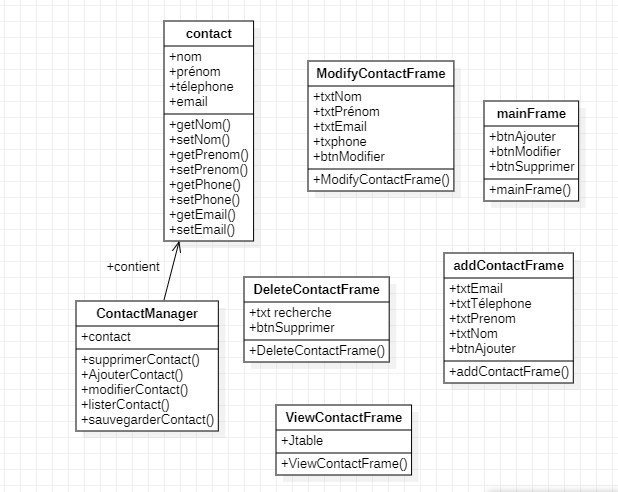 contact
+nom
+prénom
+télephone
+email
+getNom()
+setNom()
+getPrenom()
+setPrenom()
+getPhone()
+setPhone()
+getEmail()
+setEmail()
ModifyContactFrame
+txtNom
+txtPrénom
+txtEmail
+txphone
+btnModifier
+ModifyContactFrame()
mainFrame
+btnAjouter
+btnModifier
+btnSupprimer
+mainFrame()
+contient
ContactManager
+contact
+supprimerContact()
+AjouterContact()
+modifierContact()
+listerContact()
+sauvegarderContact()
DeleteContactFrame
+txt recherche
+btnSupprimer
+DeleteContactFrame()
addContactFrame
+txtEmail
+txtTélephone
+txtPrenom
+txtNom
+btnAjouter
+addContactFrame()
ViewContactFrame
+Jtable
+ViewContactFrame()